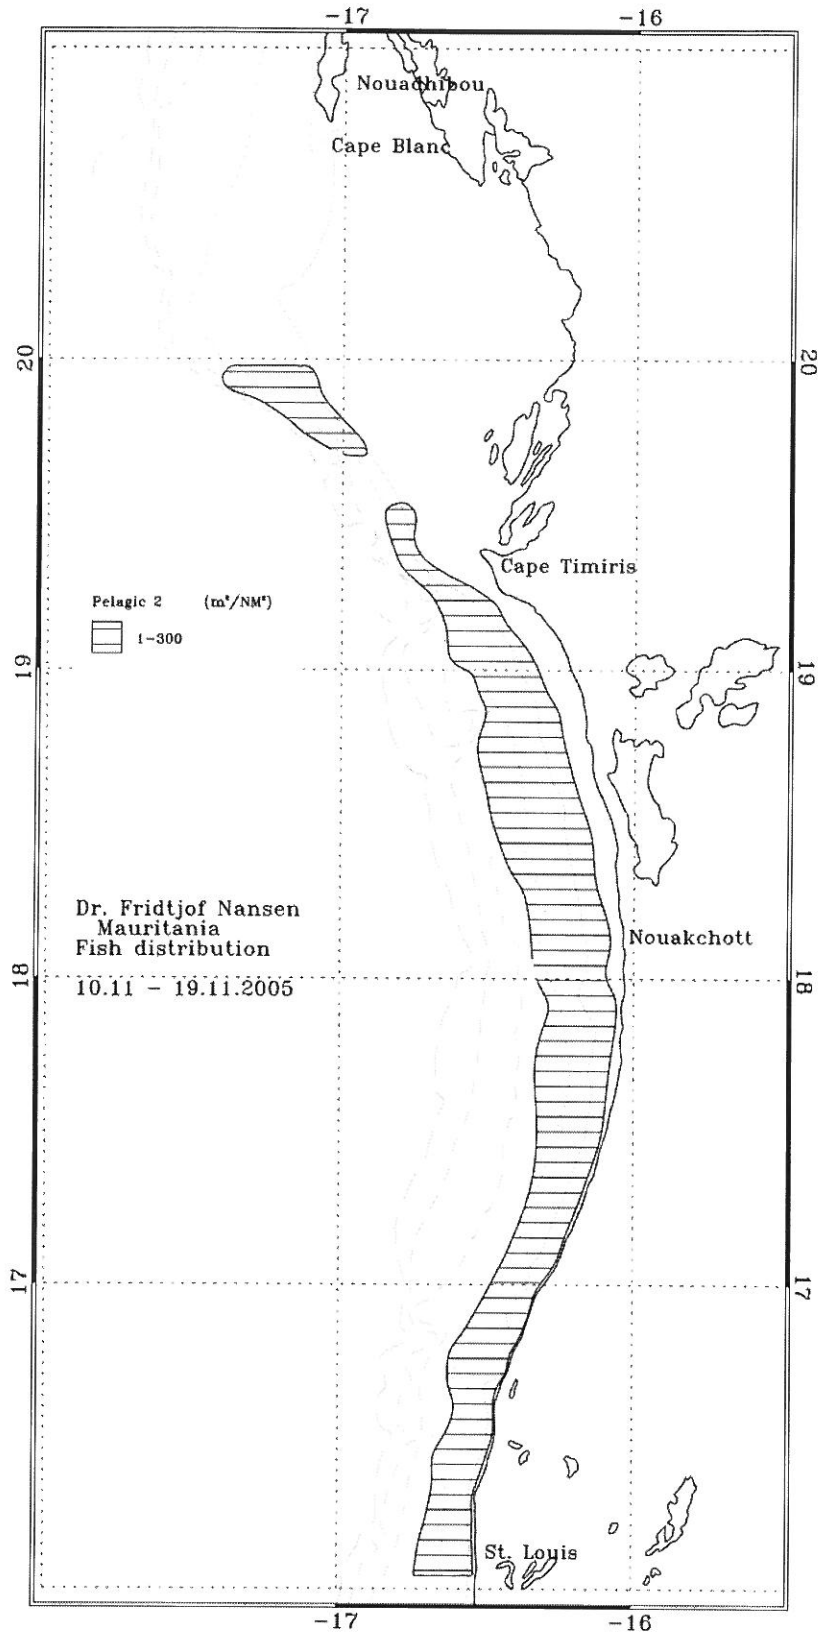 -17 -16
Nouadhibou
Cape Blanc
20 20
Cape Timiris
Pelagic 2 (m²/NM²)
1-300
19 19
Dr. Fridtjof Nansen
Mauritania
Fish distribution
10.11 - 19.11.2005
Nouakchott
18 18
17 17
St. Louis
-17 -16